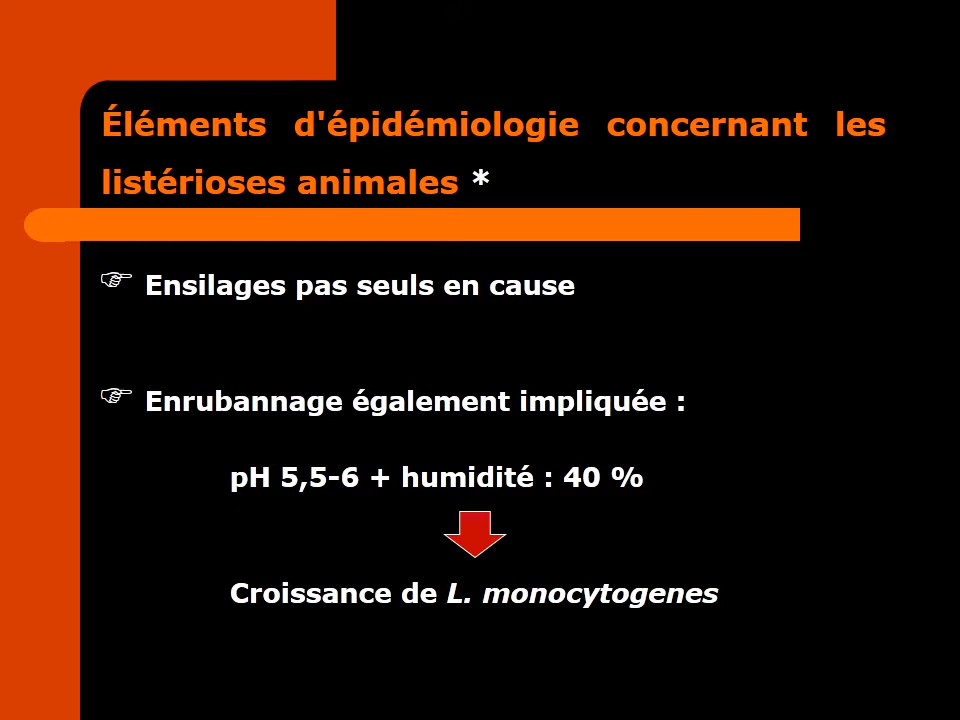 Éléments d'épidémiologie concernant les
listérioses animales *
☞ Ensilages pas seuls en cause
☞ Enrubannage également impliquée :
pH 5,5-6 + humidité : 40 %
Croissance de L. monocytogenes